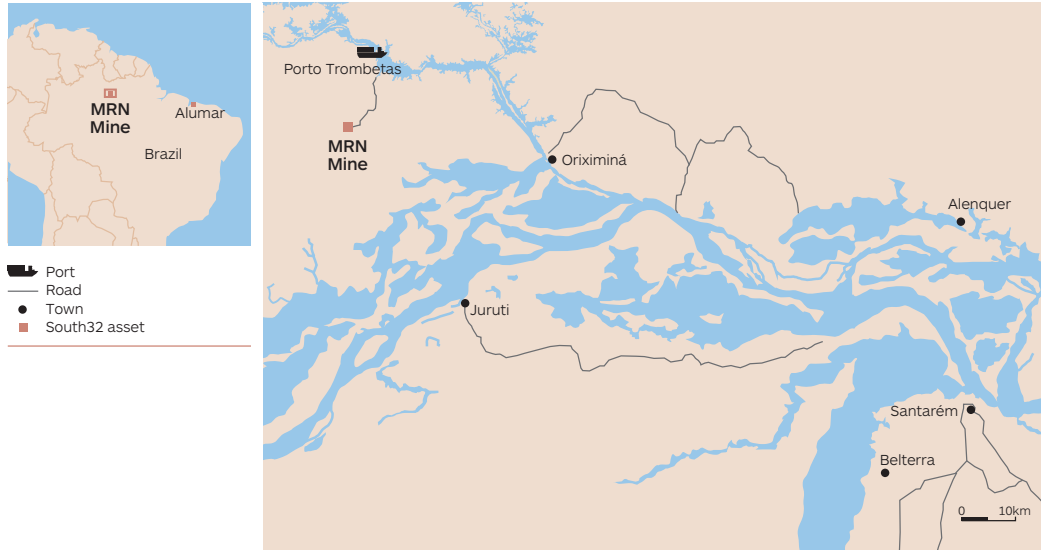 MRN
Mine
Alumar
Brazil
Port
Road
Town
South32 asset
Porto Trombetas
MRN
Mine
Oriximiná
Alenquer
Juruti
Santarém
Belterra
0 10km